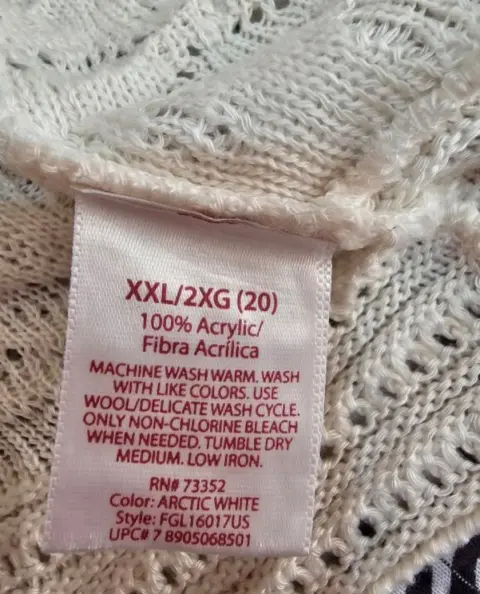 XXL/2XG (20)
100% Acrylic/
Fibra Acrílica
MACHINE WASH WARM. WASH
WITH LIKE COLORS. USE
WOOL/DELICATE WASH CYCLE.
ONLY NON-CHLORINE BLEACH
WHEN NEEDED. TUMBLE DRY
MEDIUM. LOW IRON.
RN# 73352
Color: ARCTIC WHITE
Style: FGL16017US
UPC# 7 8905068501